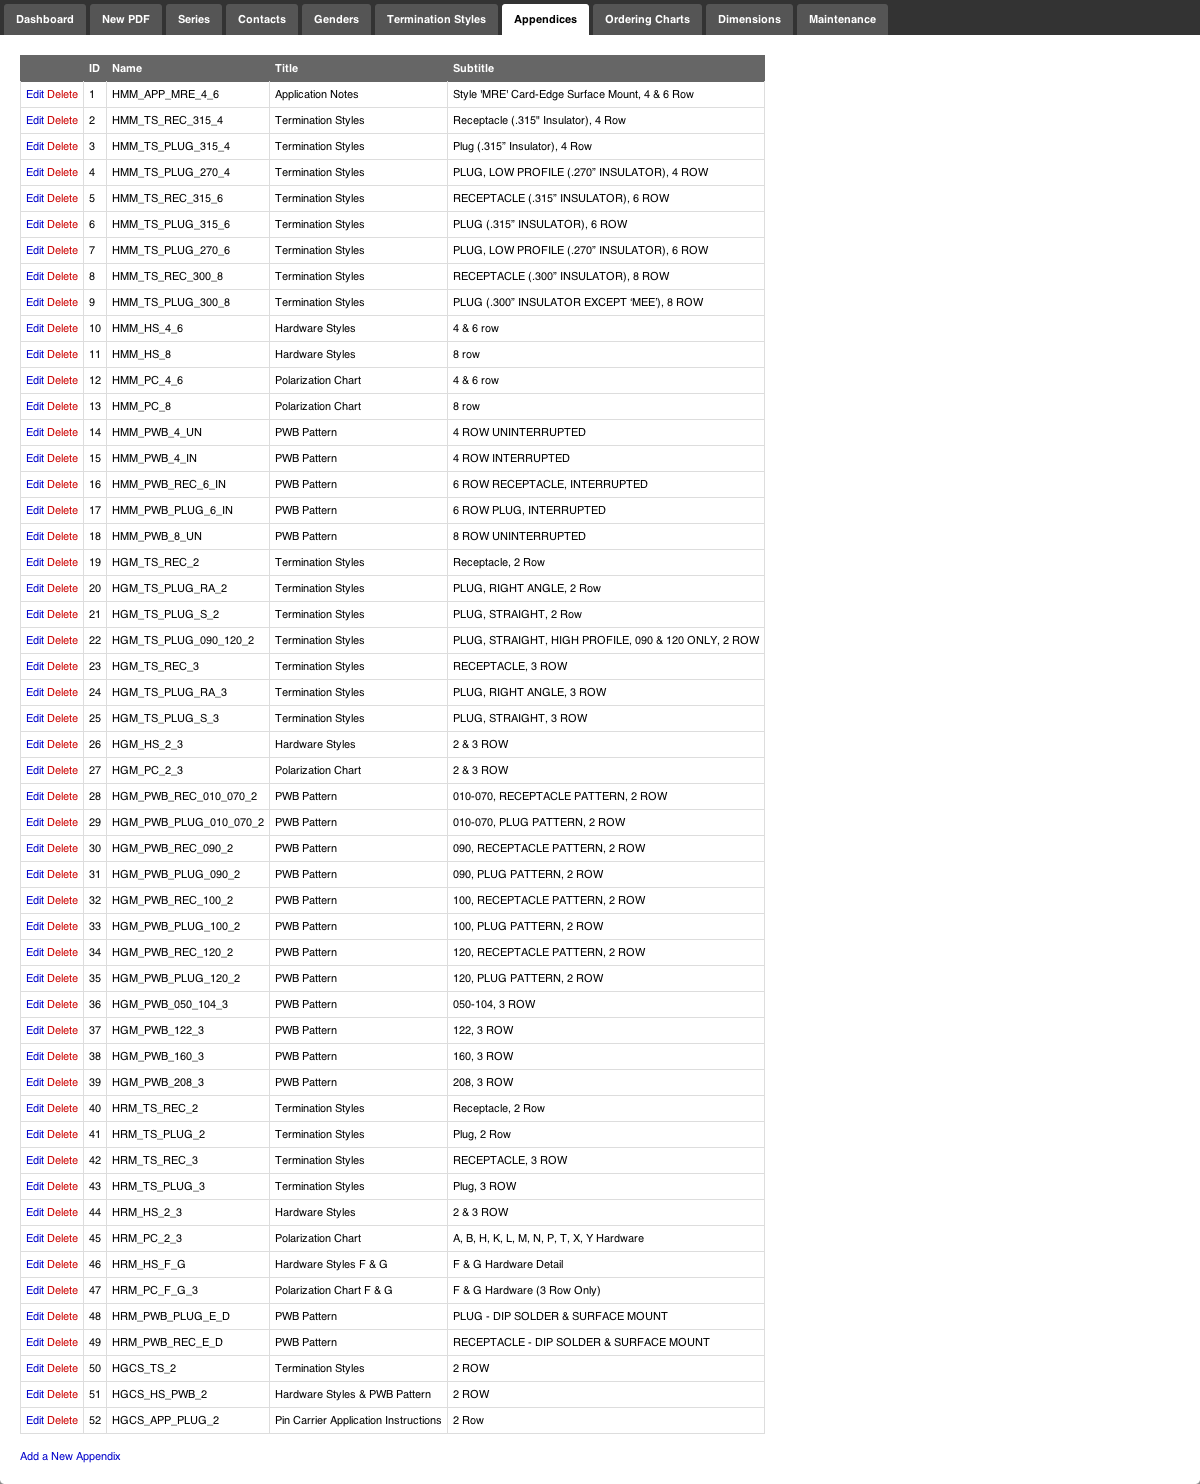 Dashboard New PDF Series Contacts Genders Termination Styles Appendices Ordering Charts Dimensions Maintenance
ID Name Title Subtitle
Edit Delete 1 HMM_APP_MRE_4_6 Application Notes Style 'MRE' Card-Edge Surface Mount, 4 & 6 Row
Edit Delete 2 HMM_TS_REC_315_4 Termination Styles Receptacle (.315" Insulator), 4 Row
Edit Delete 3 HMM_TS_PLUG_315_4 Termination Styles Plug (.315” Insulator), 4 Row
Edit Delete 4 HMM_TS_PLUG_270_4 Termination Styles PLUG, LOW PROFILE (.270” INSULATOR), 4 ROW
Edit Delete 5 HMM_TS_REC_315_6 Termination Styles RECEPTACLE (.315” INSULATOR), 6 ROW
Edit Delete 6 HMM_TS_PLUG_315_6 Termination Styles PLUG (.315” INSULATOR), 6 ROW
Edit Delete 7 HMM_TS_PLUG_270_6 Termination Styles PLUG, LOW PROFILE (.270” INSULATOR), 6 ROW
Edit Delete 8 HMM_TS_REC_300_8 Termination Styles RECEPTACLE (.300” INSULATOR), 8 ROW
Edit Delete 9 HMM_TS_PLUG_300_8 Termination Styles PLUG (.300” INSULATOR EXCEPT ‘MEE’), 8 ROW
Edit Delete 10 HMM_HS_4_6 Hardware Styles 4 & 6 row
Edit Delete 11 HMM_HS_8 Hardware Styles 8 row
Edit Delete 12 HMM_PC_4_6 Polarization Chart 4 & 6 row
Edit Delete 13 HMM_PC_8 Polarization Chart 8 row
Edit Delete 14 HMM_PWB_4_UN PWB Pattern 4 ROW UNINTERRUPTED
Edit Delete 15 HMM_PWB_4_IN PWB Pattern 4 ROW INTERRUPTED
Edit Delete 16 HMM_PWB_REC_6_IN PWB Pattern 6 ROW RECEPTACLE, INTERRUPTED
Edit Delete 17 HMM_PWB_PLUG_6_IN PWB Pattern 6 ROW PLUG, INTERRUPTED
Edit Delete 18 HMM_PWB_8_UN PWB Pattern 8 ROW UNINTERRUPTED
Edit Delete 19 HGM_TS_REC_2 Termination Styles Receptacle, 2 Row
Edit Delete 20 HGM_TS_PLUG_RA_2 Termination Styles PLUG, RIGHT ANGLE, 2 Row
Edit Delete 21 HGM_TS_PLUG_S_2 Termination Styles PLUG, STRAIGHT, 2 Row
Edit Delete 22 HGM_TS_PLUG_090_120_2 Termination Styles PLUG, STRAIGHT, HIGH PROFILE, 090 & 120 ONLY, 2 ROW
Edit Delete 23 HGM_TS_REC_3 Termination Styles RECEPTACLE, 3 ROW
Edit Delete 24 HGM_TS_PLUG_RA_3 Termination Styles PLUG, RIGHT ANGLE, 3 ROW
Edit Delete 25 HGM_TS_PLUG_S_3 Termination Styles PLUG, STRAIGHT, 3 ROW
Edit Delete 26 HGM_HS_2_3 Hardware Styles 2 & 3 ROW
Edit Delete 27 HGM_PC_2_3 Polarization Chart 2 & 3 ROW
Edit Delete 28 HGM_PWB_REC_010_070_2 PWB Pattern 010-070, RECEPTACLE PATTERN, 2 ROW
Edit Delete 29 HGM_PWB_PLUG_010_070_2 PWB Pattern 010-070, PLUG PATTERN, 2 ROW
Edit Delete 30 HGM_PWB_REC_090_2 PWB Pattern 090, RECEPTACLE PATTERN, 2 ROW
Edit Delete 31 HGM_PWB_PLUG_090_2 PWB Pattern 090, PLUG PATTERN, 2 ROW
Edit Delete 32 HGM_PWB_REC_100_2 PWB Pattern 100, RECEPTACLE PATTERN, 2 ROW
Edit Delete 33 HGM_PWB_PLUG_100_2 PWB Pattern 100, PLUG PATTERN, 2 ROW
Edit Delete 34 HGM_PWB_REC_120_2 PWB Pattern 120, RECEPTACLE PATTERN, 2 ROW
Edit Delete 35 HGM_PWB_PLUG_120_2 PWB Pattern 120, PLUG PATTERN, 2 ROW
Edit Delete 36 HGM_PWB_050_104_3 PWB Pattern 050-104, 3 ROW
Edit Delete 37 HGM_PWB_122_3 PWB Pattern 122, 3 ROW
Edit Delete 38 HGM_PWB_160_3 PWB Pattern 160, 3 ROW
Edit Delete 39 HGM_PWB_208_3 PWB Pattern 208, 3 ROW
Edit Delete 40 HRM_TS_REC_2 Termination Styles Receptacle, 2 Row
Edit Delete 41 HRM_TS_PLUG_2 Termination Styles Plug, 2 Row
Edit Delete 42 HRM_TS_REC_3 Termination Styles RECEPTACLE, 3 ROW
Edit Delete 43 HRM_TS_PLUG_3 Termination Styles Plug, 3 ROW
Edit Delete 44 HRM_HS_2_3 Hardware Styles 2 & 3 ROW
Edit Delete 45 HRM_PC_2_3 Polarization Chart A, B, H, K, L, M, N, P, T, X, Y Hardware
Edit Delete 46 HRM_HS_F_G Hardware Styles F & G F & G Hardware Detail
Edit Delete 47 HRM_PC_F_G_3 Polarization Chart F & G F & G Hardware (3 Row Only)
Edit Delete 48 HRM_PWB_PLUG_E_D PWB Pattern PLUG - DIP SOLDER & SURFACE MOUNT
Edit Delete 49 HRM_PWB_REC_E_D PWB Pattern RECEPTACLE - DIP SOLDER & SURFACE MOUNT
Edit Delete 50 HGCS_TS_2 Termination Styles 2 ROW
Edit Delete 51 HGCS_HS_PWB_2 Hardware Styles & PWB Pattern 2 ROW
Edit Delete 52 HGCS_APP_PLUG_2 Pin Carrier Application Instructions 2 Row
Add a New Appendix